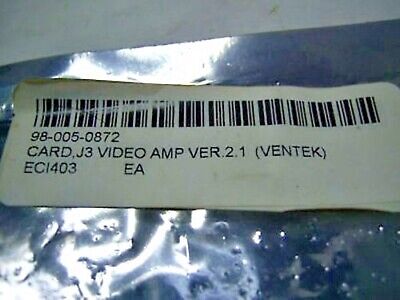 98-005-0872
CARD,J3 VIDEO AMP VER.2.1 (VENTEK)
ECI403 EA